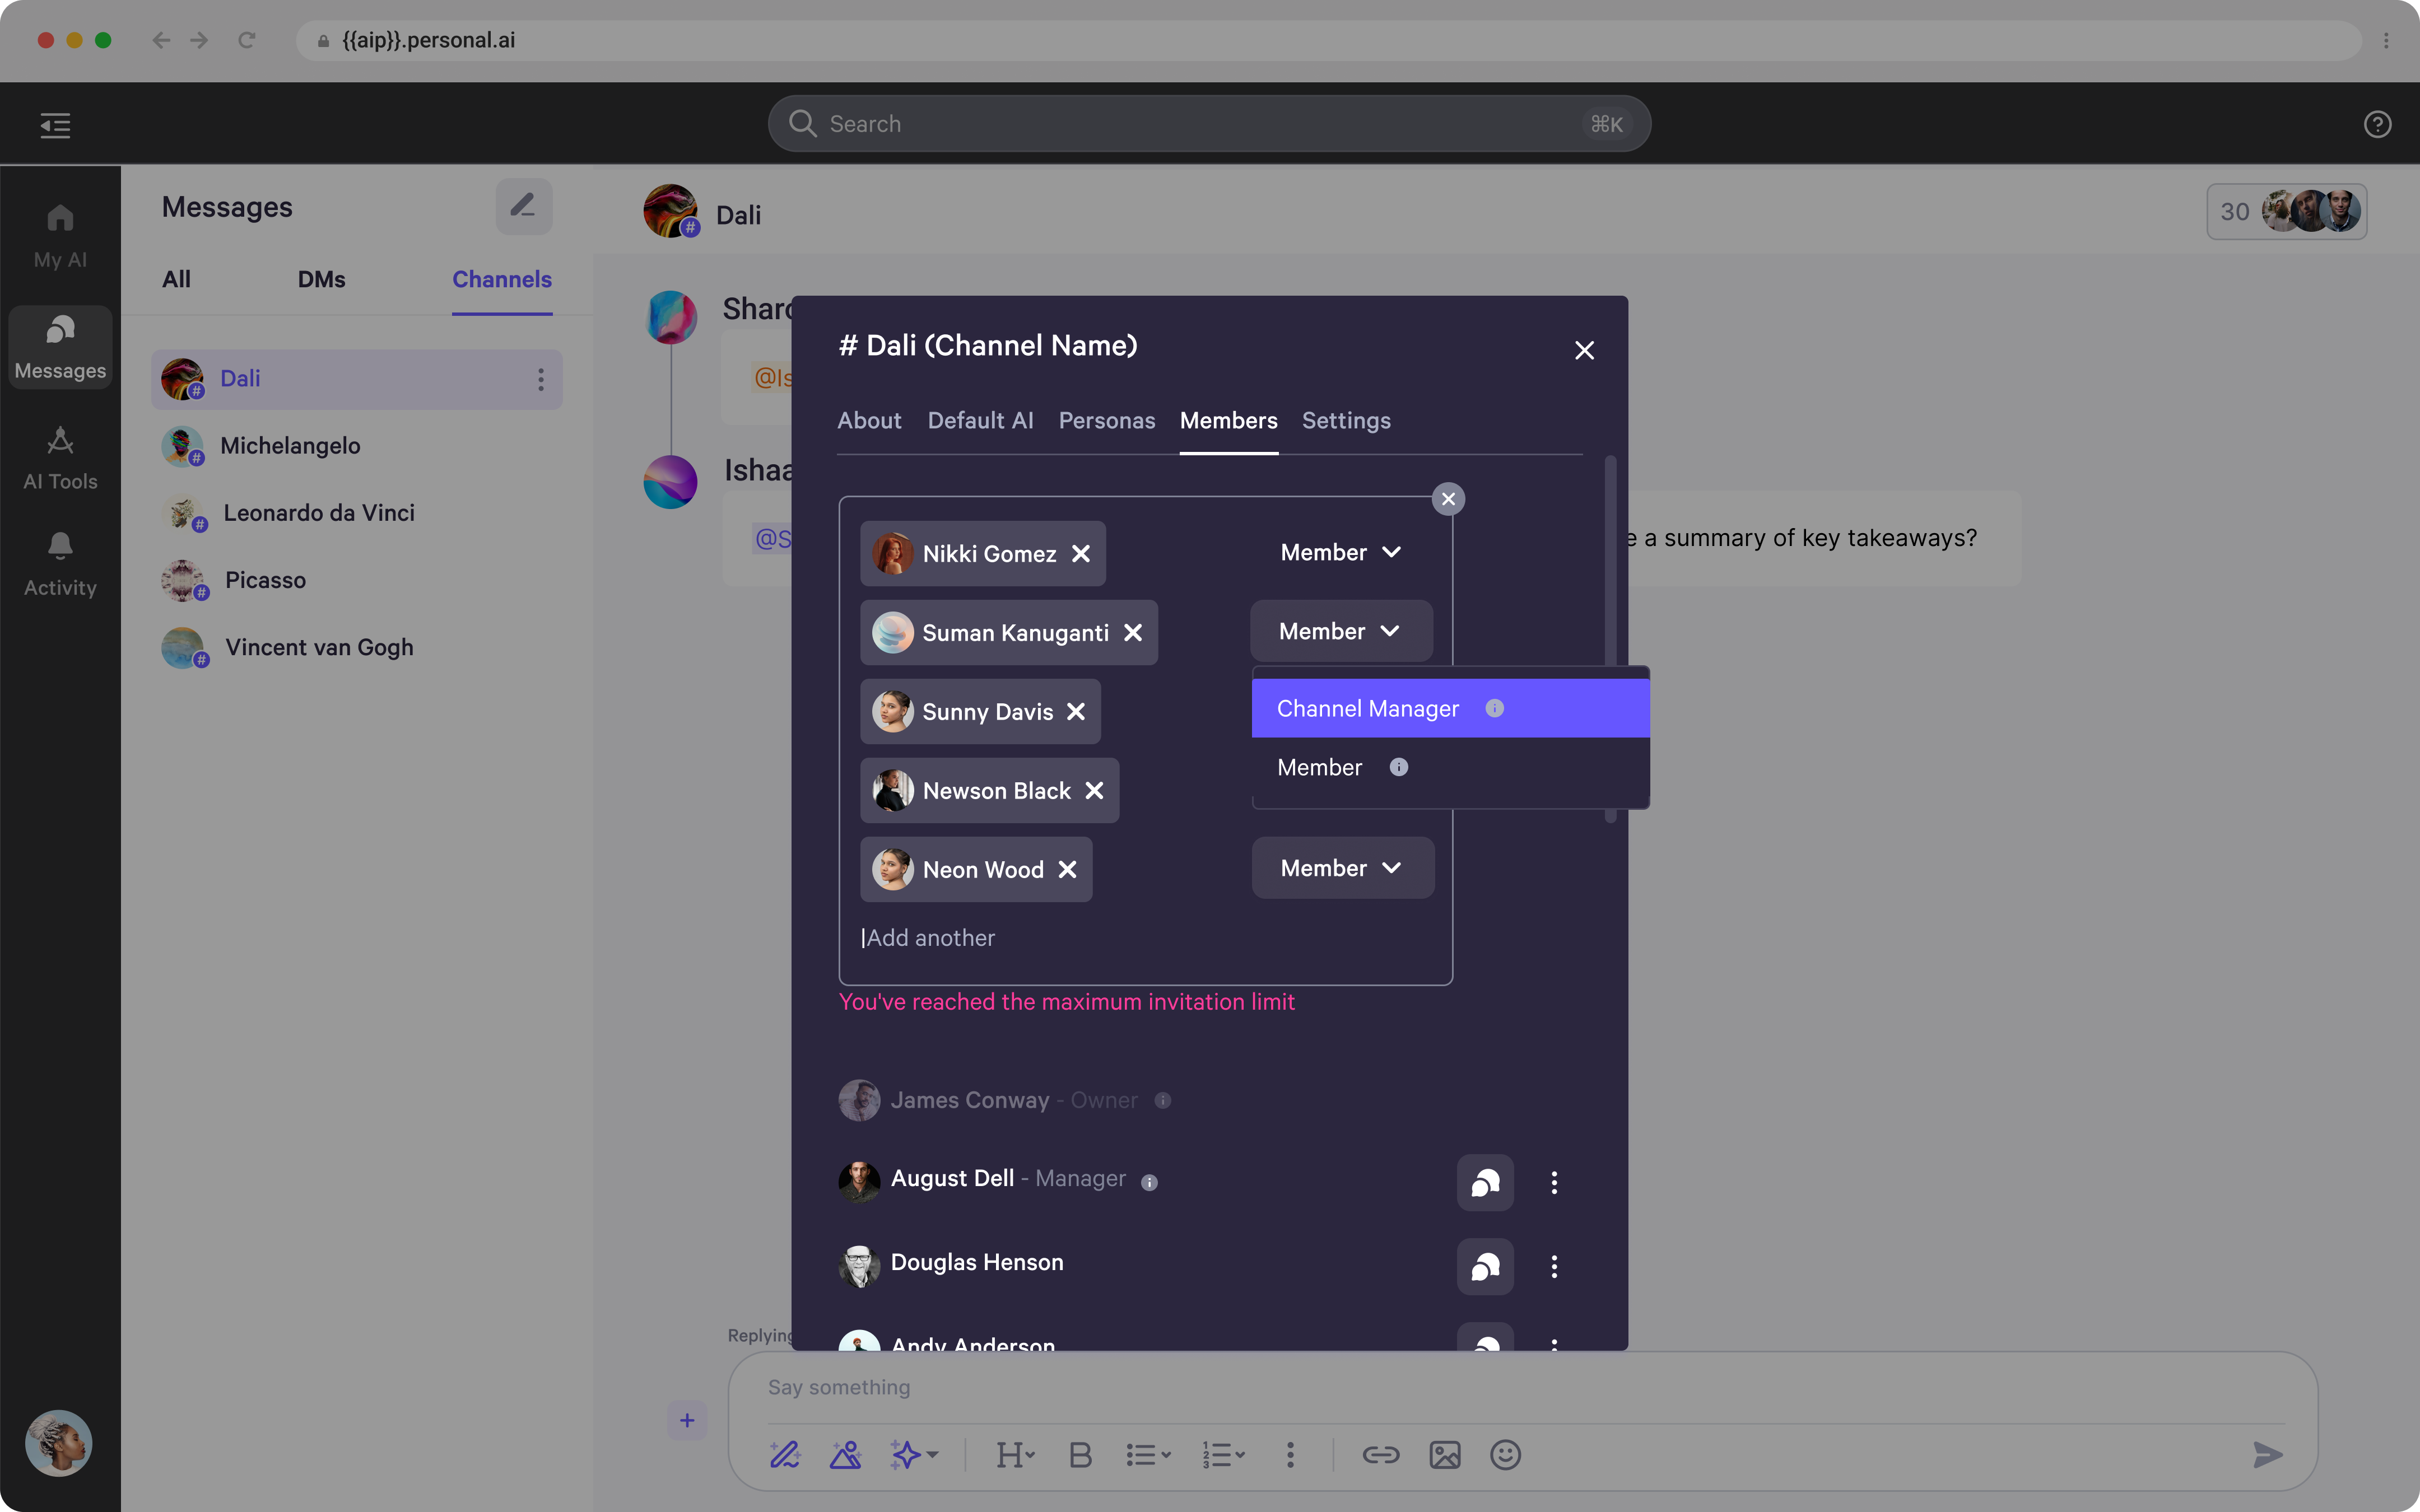 {{aip}}.personal.ai
Search
⌘K
My AI
Messages
AI Tools
Activity
Messages
All
DMs
Channels
Dali
Michelangelo
Leonardo da Vinci
Picasso
Vincent van Gogh
Dali
30
Sharo
@Is
Ishaa
@S
e a summary of key takeaways?
# Dali (Channel Name)
About
Default AI
Personas
Members
Settings
Nikki Gomez
Member
Suman Kanuganti
Member
Sunny Davis
Channel Manager
Member
Newson Black
Neon Wood
Member
Add another
You've reached the maximum invitation limit
James Conway - Owner
August Dell - Manager
Douglas Henson
Andy Anderson
Replying
Say something